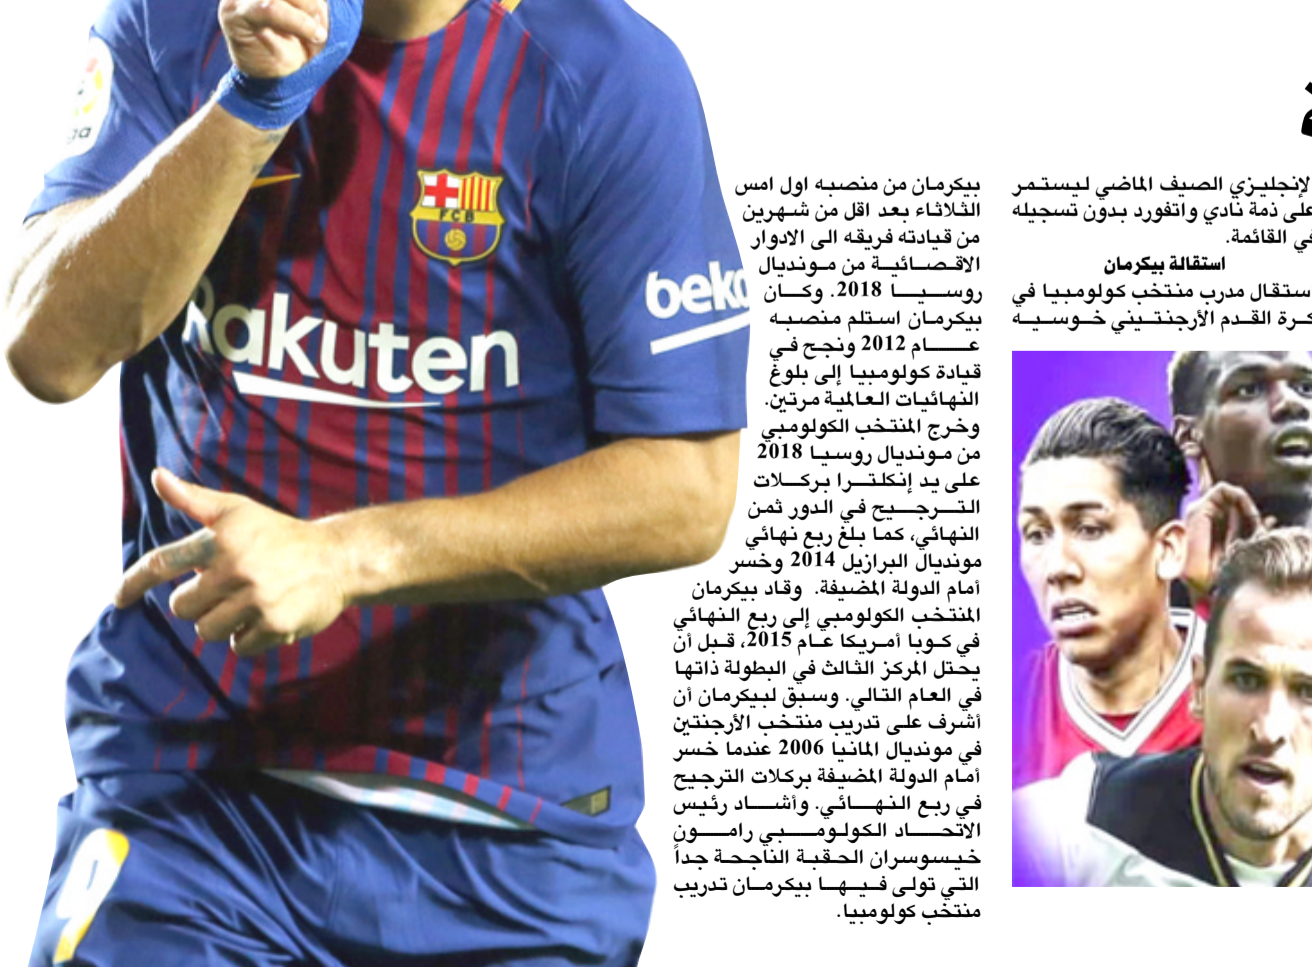 لإنجليزي الصيف الماضي ليستمر
على ذمة نادي واتفورد بدون تسجيله
في القائمة.
استقالة بيكرمان
ستقال مدرب منتخب كولومبيا في
كرة القدم الأرجنتيني خوسيه
بيكرمان من منصبه اول امس
الثلاثاء بعد اقل من شهرين
من قيادته فريقه الى الادوار
الاقصائية من مونديال
روسيا 2018. وكان
بيكرمان استلم منصبه
عام 2012 ونجح في
قيادة كولومبيا إلى بلوغ
النهائيات العالمية مرتين.
وخرج المنتخب الكولومبي
من مونديال روسيا 2018
على يد إنكلترا بركلات
الترجيح في الدور ثمن
النهائي، كما بلغ ربع نهائي
مونديال البرازيل 2014 وخسر
أمام الدولة المضيفة. وقاد بيكرمان
المنتخب الكولومبي إلى ربع النهائي
في كوبا أمريكا عام 2015، قبل أن
يحتل المركز الثالث في البطولة ذاتها
في العام التالي. وسبق لبيكرمان أن
أشرف على تدريب منتخب الأرجنتين
في مونديال المانيا 2006 عندما خسر
أمام الدولة المضيفة بركلات الترجيح
في ربع النهائي. وأشاد رئيس
الاتحاد الكولومبي رامون
خيسوسران الحقبة الناجحة جداً
التي تولى فيها بيكرمان تدريب
منتخب كولومبيا.
FCB
beko
Rakuten
9